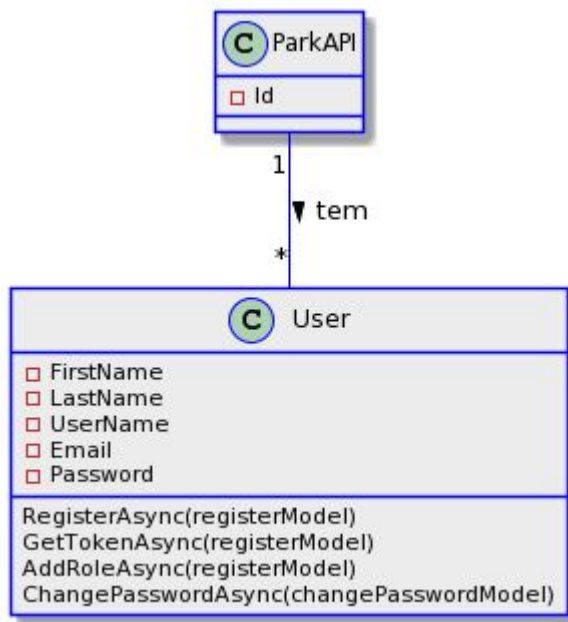 C ParkAPI
Id
1
tem
*
C User
FirstName
LastName
UserName
Email
Password
RegisterAsync(registerModel)
GetTokenAsync(registerModel)
AddRoleAsync(registerModel)
ChangePasswordAsync(changePasswordModel)